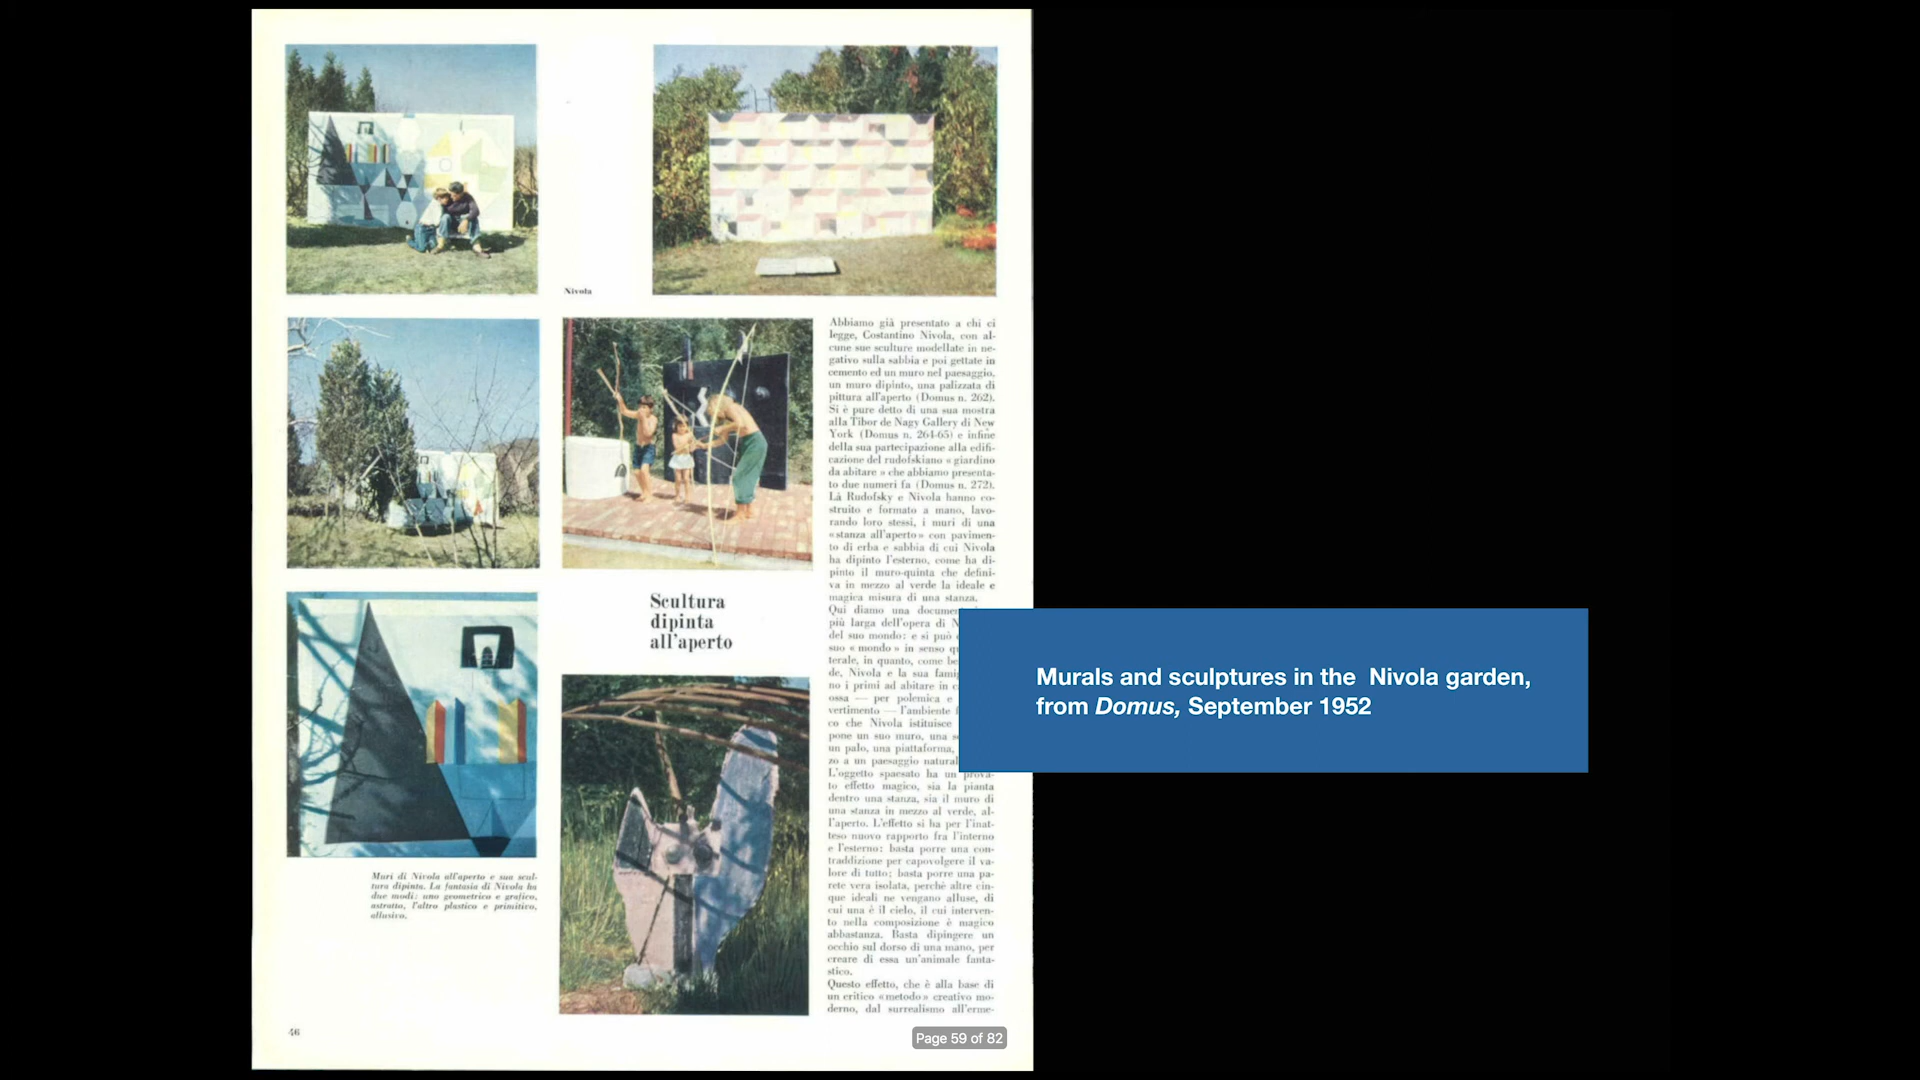 Nivola
Abbiamo già presentato a chi ci
legge, Costantino Nivola, con al-
cune sue sculture modellate in ne-
gativo sulla sabbia e poi gettate in
cemento ed un muro nel paesaggio,
un muro dipinto, una palizzata di
pittura all'aperto (Domus n. 262).
Si è pure detto di una sua mostra
alla Tibor de Nagy Gallery di New
York (Domus n. 264-65) e infine
della sua partecipazione alla edifi-
cazione del rudofskiano « giardino
da abitare » che abbiamo presenta-
to due numeri fa (Domus n. 272).
Là Rudofsky e Nivola hanno co-
struito e formato a mano, lavo-
rando loro stessi, i muri di una
«stanza all'aperto» con pavimen-
to di erba e sabbia di cui Nivola
ha dipinto l'esterno, come ha di-
pinto il muro-quinta che defini-
va in mezzo al verde la ideale e
magica misura di una stanza.
Qui diamo una documen
più larga dell'opera di N
del suo mondo: e si può
suo « mondo » in senso
terale, in quanto, come be
de, Nivola e la sua fami
no i primi ad abitare in
ossa — per polemica e
vertimento — l'ambiente
co che Nivola istituisce
pone un suo muro, una
un palo, una piattaforma,
zo a un paesaggio natural
L'oggetto spaesato ha un prova-
to effetto magico, sia la pianta
dentro una stanza, sia il muro di
una stanza in mezzo al verde, al-
l'aperto. L'effetto si ha per l'inat-
teso nuovo rapporto fra l'interno
e l'esterno: basta porre una con-
traddizione per capovolgere il va-
lore di tutto; basta porre una pa-
rete vera isolata, perchè altre cin-
que ideali ne vengano alluse, di
cui una è il cielo, il cui interven-
to nella composizione è magico
abbastanza. Basta dipingere un
occhio sul dorso di una mano, per
creare di essa un'animale fanta-
stico.
Questo effetto, che è alla base di
un critico «metodo» creativo mo-
derno, dal surrealismo all'erme-
Scultura
dipinta
all'aperto
Muri di Nivola all'aperto e sua scul-
tura dipinta. La fantasia di Nivola ha
due modi: uno geometrico e grafico,
astratto, l'altro plastico e primitivo,
allusivo.
46
Page 59 of 82
Murals and sculptures in the Nivola garden,
from Domus, September 1952